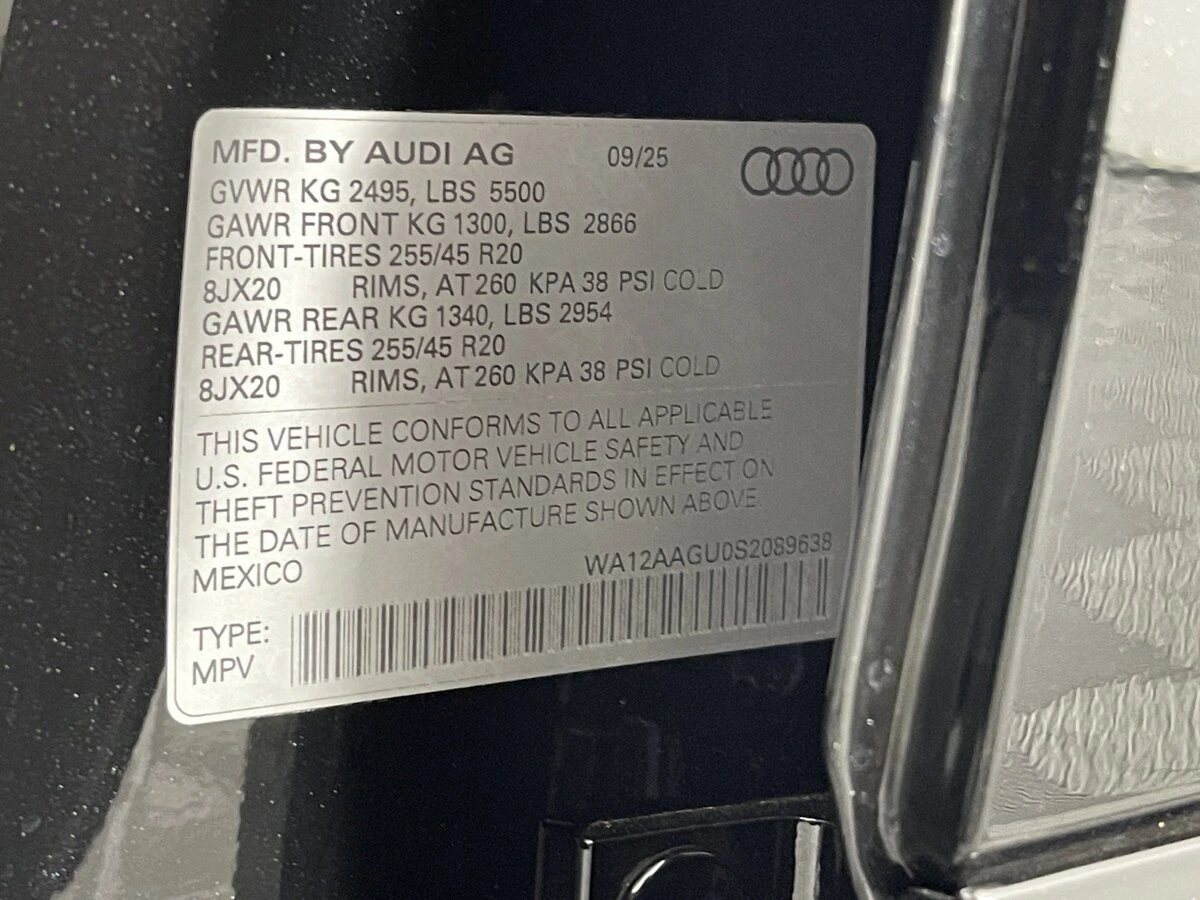 MFD. BY AUDI AG 09/25
GVWR KG 2495, LBS 5500
GAWR FRONT KG 1300, LBS 2866
FRONT-TIRES 255/45 R20
8JX20 RIMS, AT 260 KPA 38 PSI COLD
GAWR REAR KG 1340, LBS 2954
REAR-TIRES 255/45 R20
8JX20 RIMS, AT 260 KPA 38 PSI COLD
THIS VEHICLE CONFORMS TO ALL APPLICABLE
U.S. FEDERAL MOTOR VEHICLE SAFETY AND
THEFT PREVENTION STANDARDS IN EFFECT ON
THE DATE OF MANUFACTURE SHOWN ABOVE
MEXICO WA12AAGU0S2089638
TYPE:
MPV